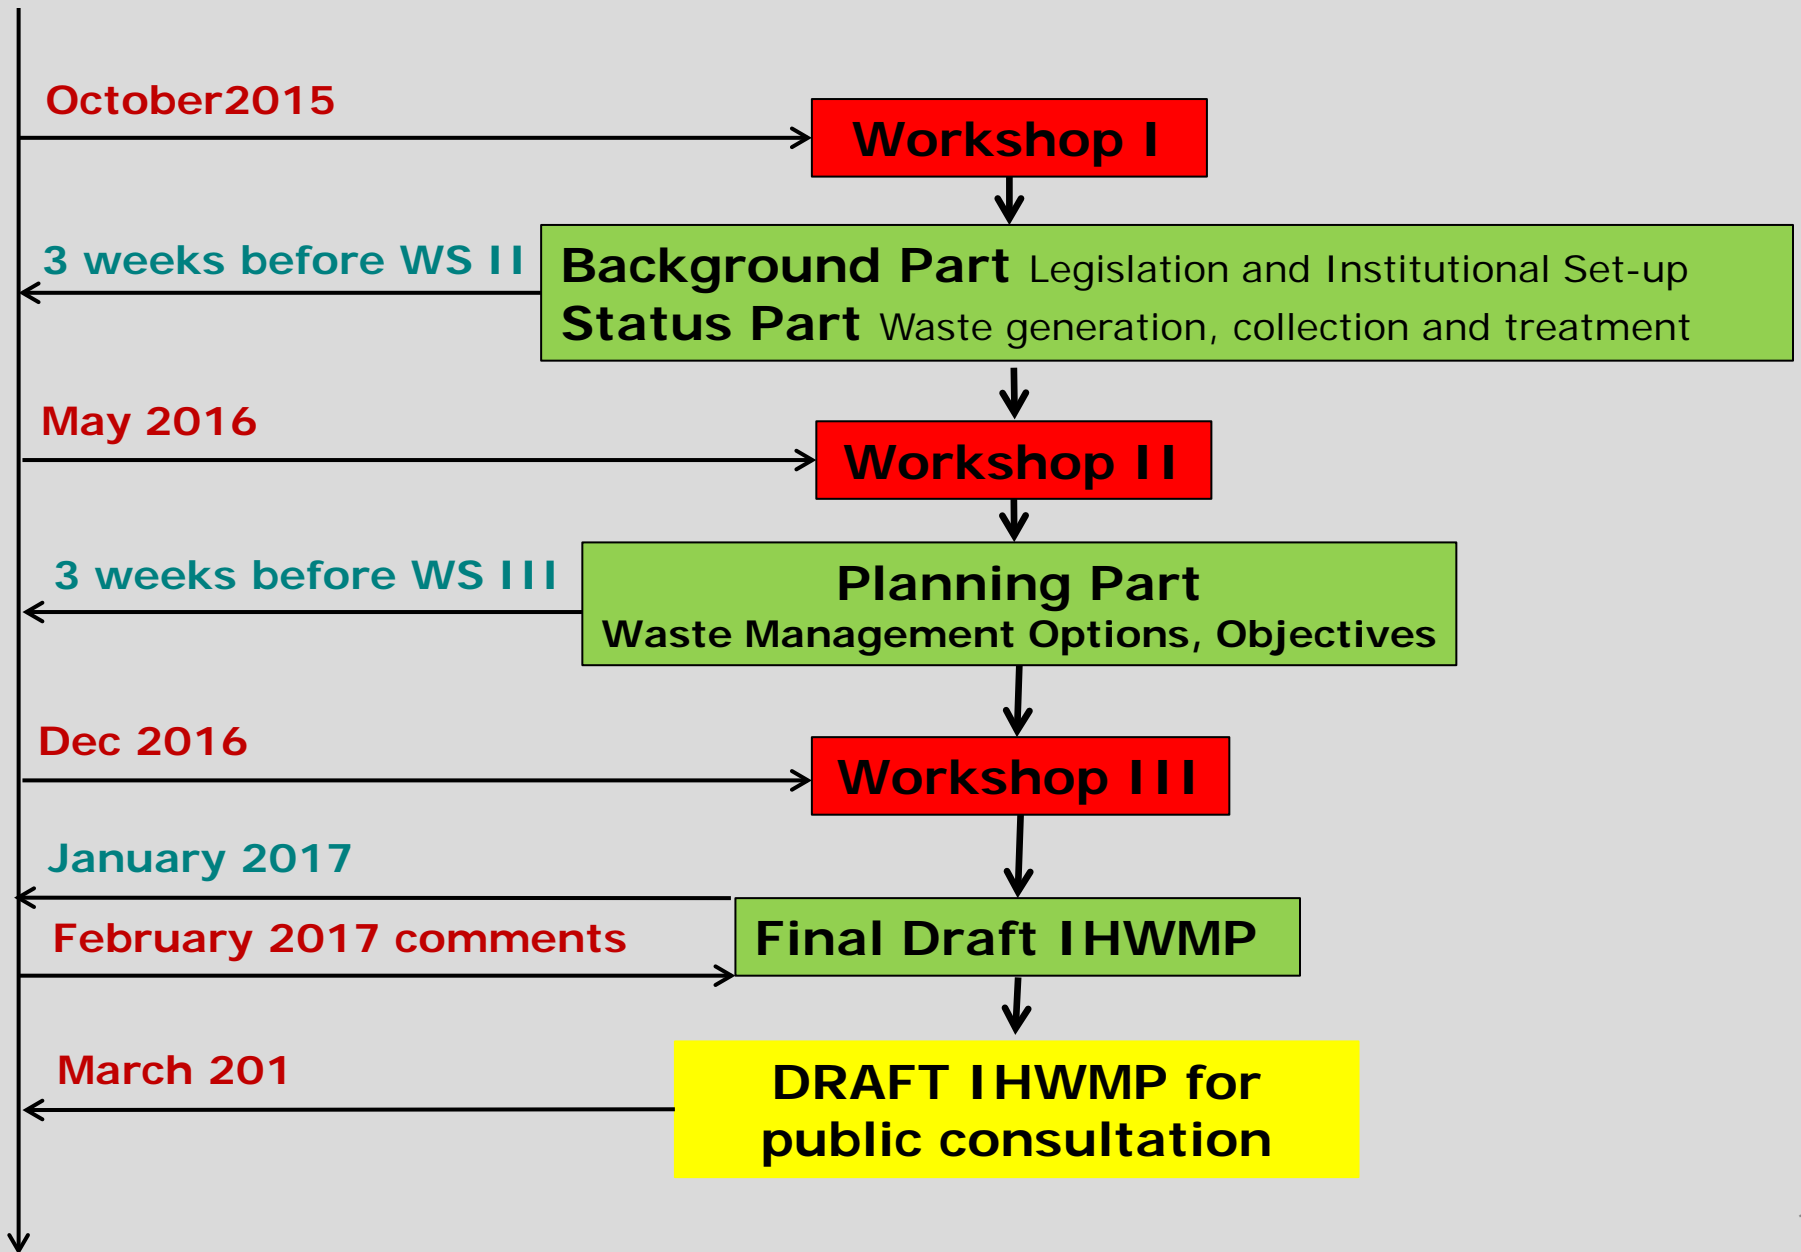 October2015
Workshop I
3 weeks before WS II
Background Part Legislation and Institutional Set-up
Status Part Waste generation, collection and treatment
May 2016
Workshop II
3 weeks before WS III
Planning Part
Waste Management Options, Objectives
Dec 2016
Workshop III
January 2017
February 2017 comments
Final Draft IHWMP
March 201
DRAFT IHWMP for
public consultation